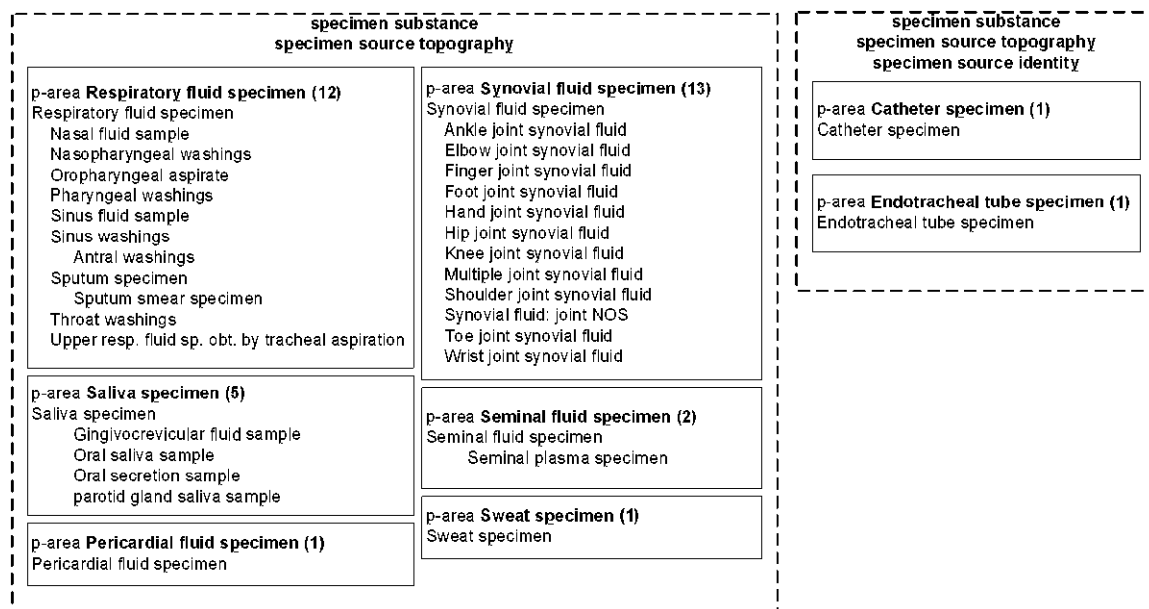 specimen substance
specimen source topography
p-area Respiratory fluid specimen (12)
Respiratory fluid specimen
Nasal fluid sample
Nasopharyngeal washings
Oropharyngeal aspirate
Pharyngeal washings
Sinus fluid sample
Sinus washings
Antral washings
Sputum specimen
Sputum smear specimen
Throat washings
Upper resp. fluid sp. obt. by tracheal aspiration
p-area Saliva specimen (5)
Saliva specimen
Gingivocrevicular fluid sample
Oral saliva sample
Oral secretion sample
parotid gland saliva sample
p-area Pericardial fluid specimen (1)
Pericardial fluid specimen
p-area Synovial fluid specimen (13)
Synovial fluid specimen
Ankle joint synovial fluid
Elbow joint synovial fluid
Finger joint synovial fluid
Foot joint synovial fluid
Hand joint synovial fluid
Hip joint synovial fluid
Knee joint synovial fluid
Multiple joint synovial fluid
Shoulder joint synovial fluid
Synovial fluid: joint NOS
Toe joint synovial fluid
Wrist joint synovial fluid
p-area Seminal fluid specimen (2)
Seminal fluid specimen
Seminal plasma specimen
p-area Sweat specimen (1)
Sweat specimen
specimen substance
specimen source topography
specimen source identity
p-area Catheter specimen (1)
Catheter specimen
p-area Endotracheal tube specimen (1)
Endotracheal tube specimen